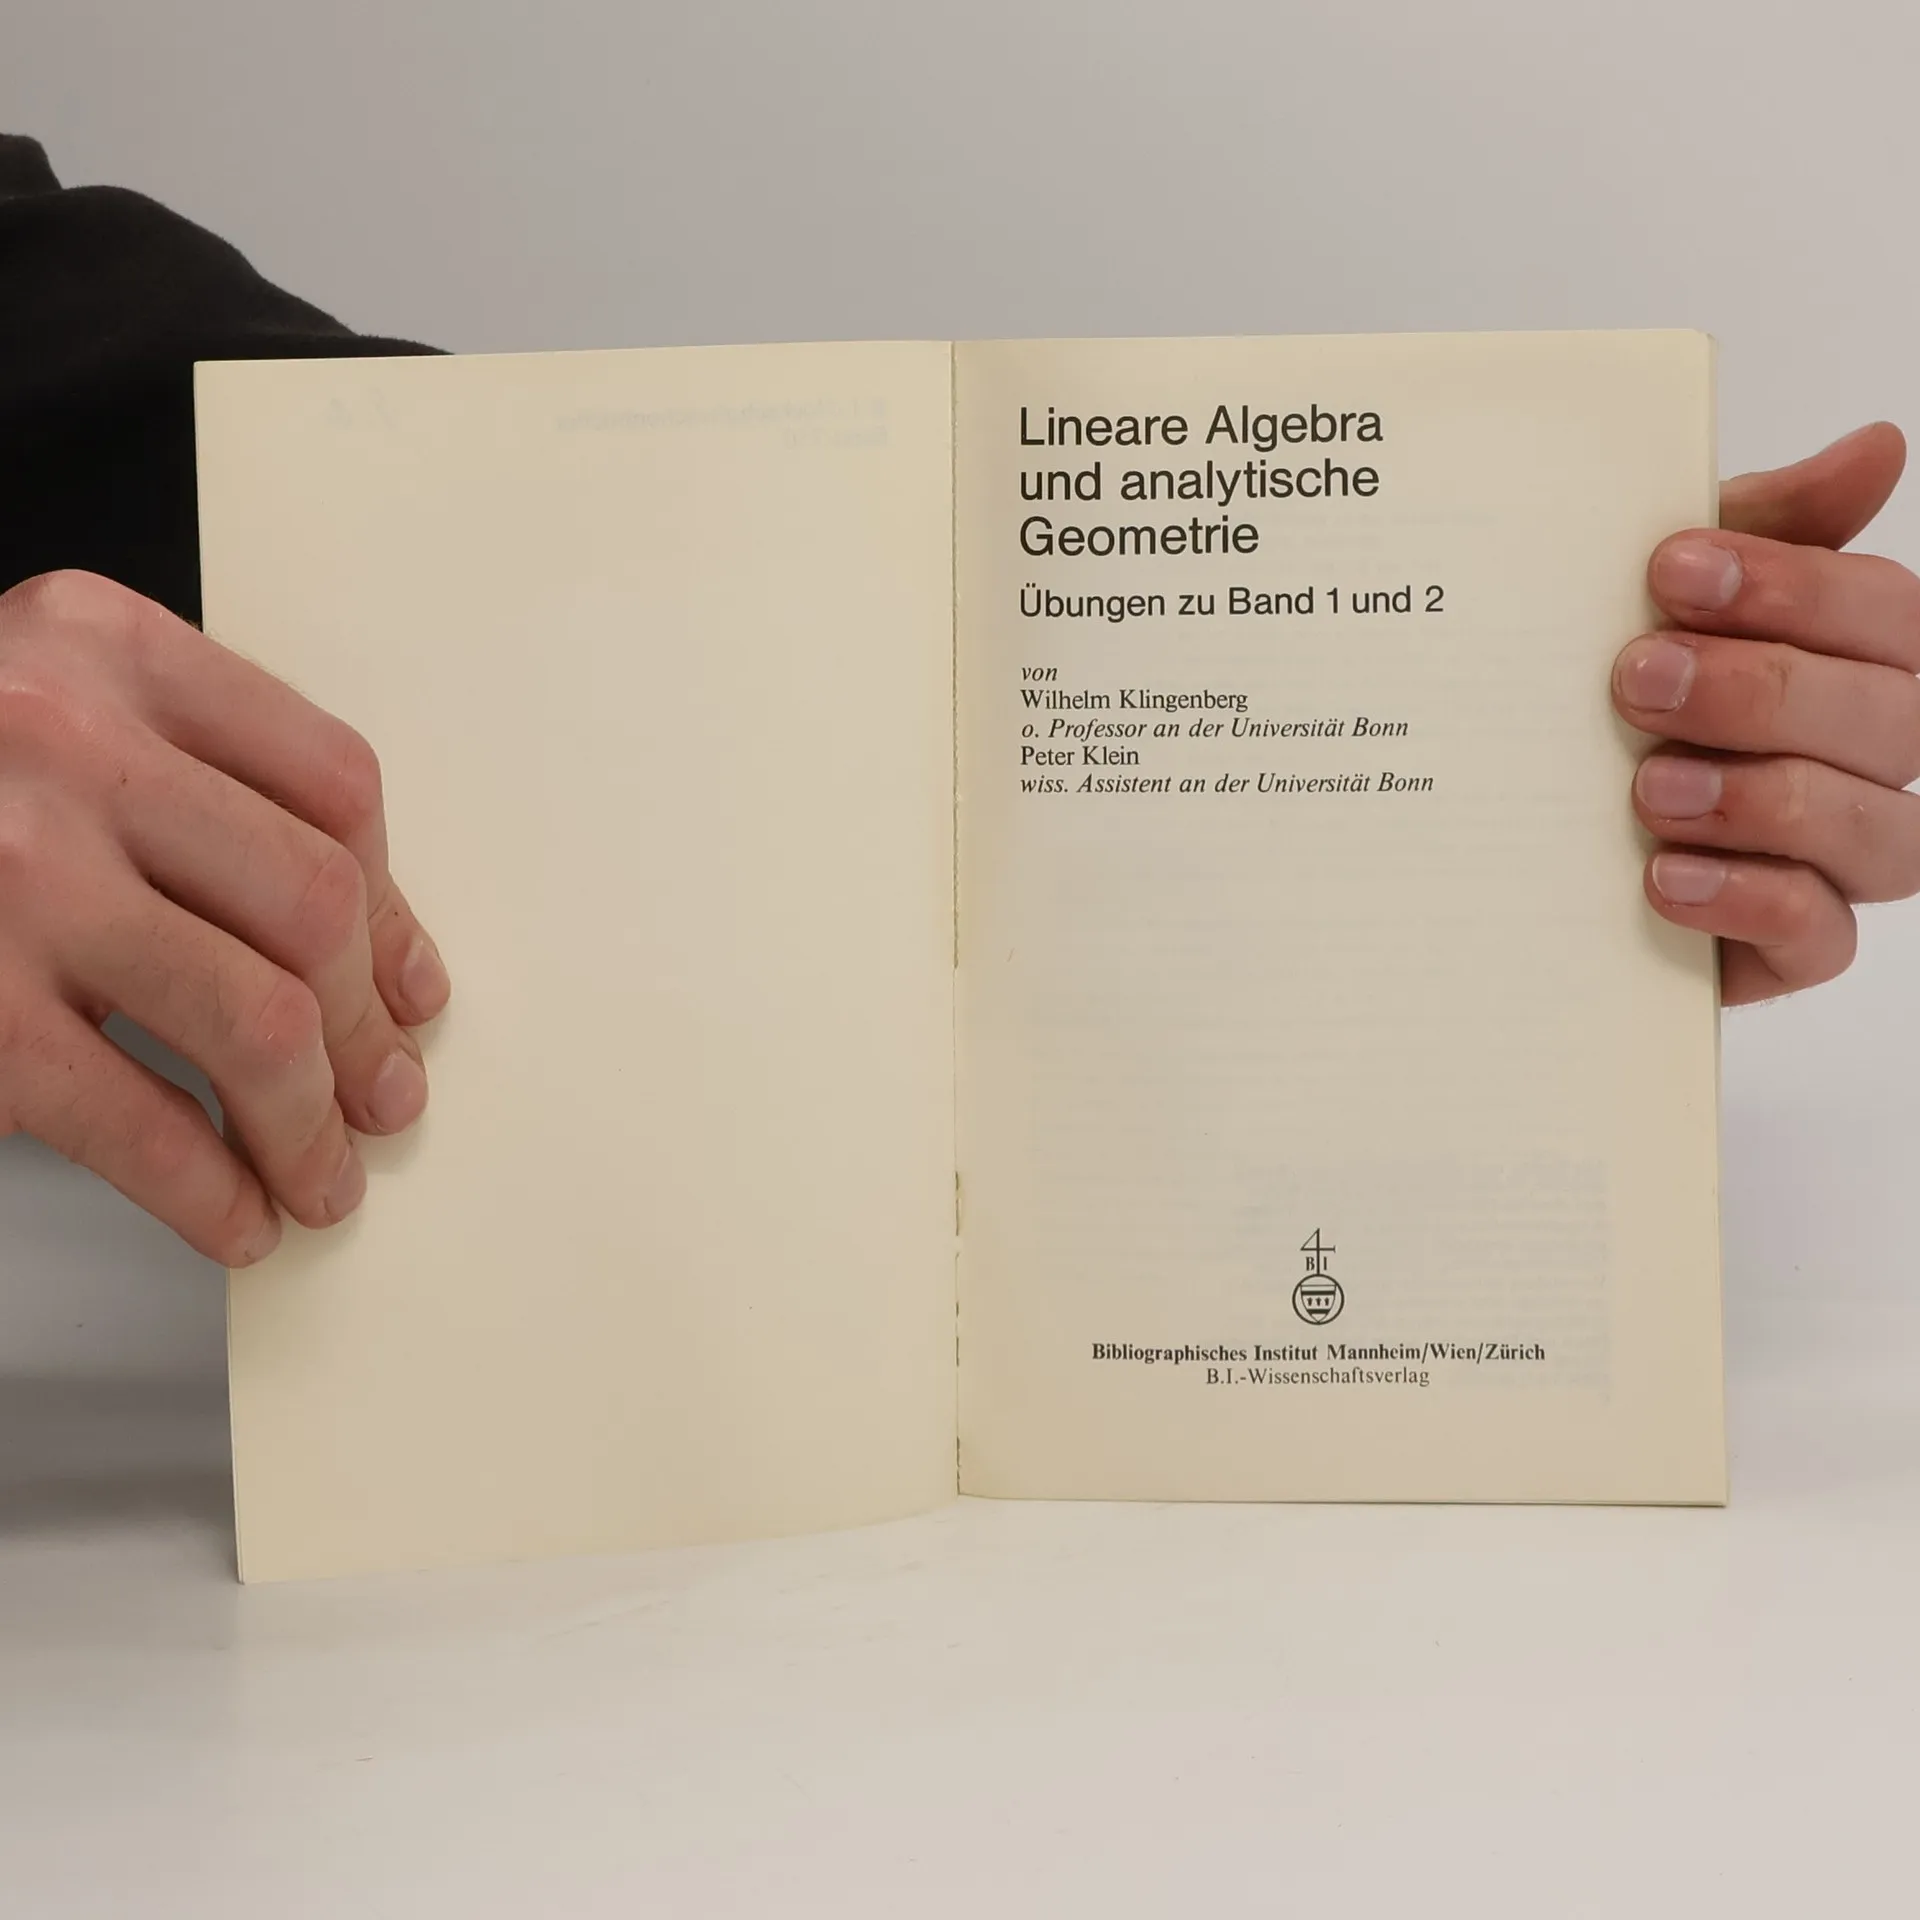 Lineare Algebra
und analytische
Geometrie
Übungen zu Band 1 und 2
von
Wilhelm Klingenberg
o. Professor an der Universität Bonn
Peter Klein
wiss. Assistent an der Universität Bonn
B I
Bibliographisches Institut Mannheim/Wien/Zürich
B.I.-Wissenschaftsverlag